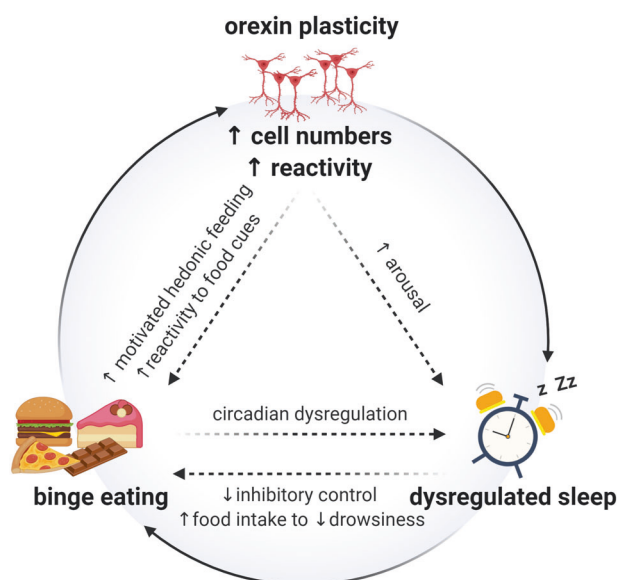 orexin plasticity
↑ cell numbers
↑ reactivity
↑ motivated hedonic feeding
↑reactivity to food cues
↑ arousal
z Zz
circadian dysregulation
binge eating
↓inhibitory control
↑food intake to ↓drowsiness
dysregulated sleep